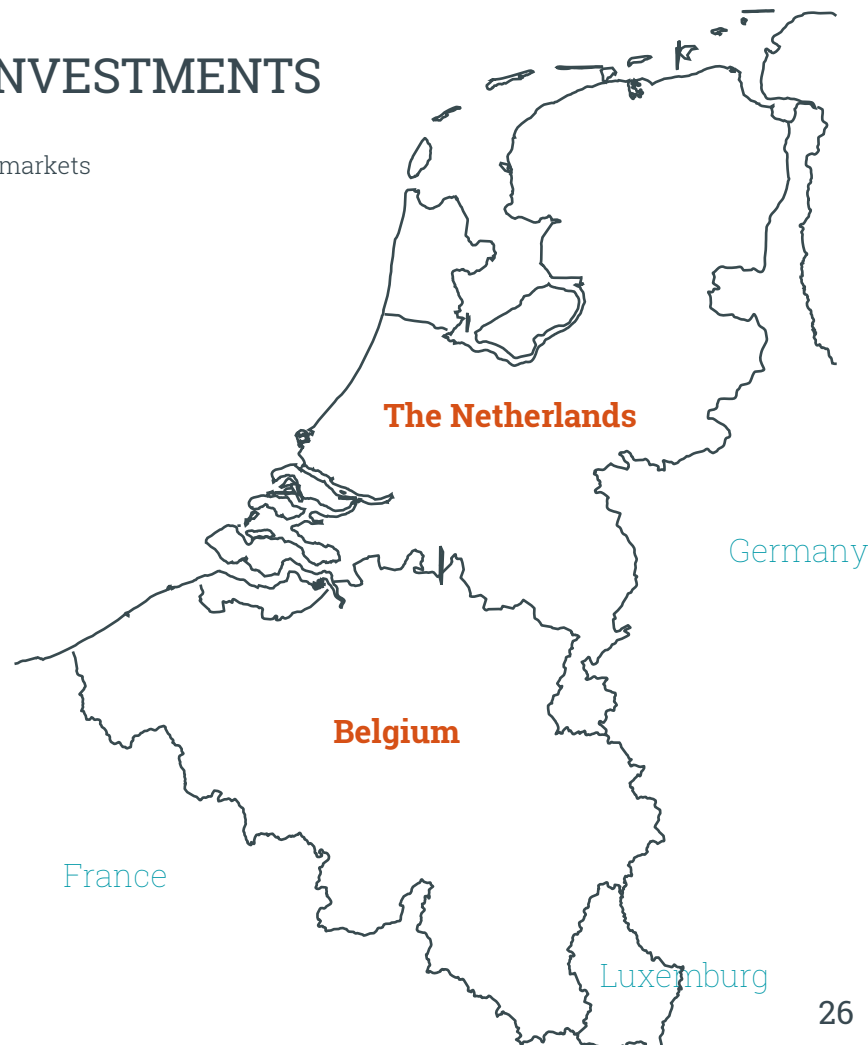 NVESTMENTS
markets
The Netherlands
Germany
Belgium
France
Luxemburg
26